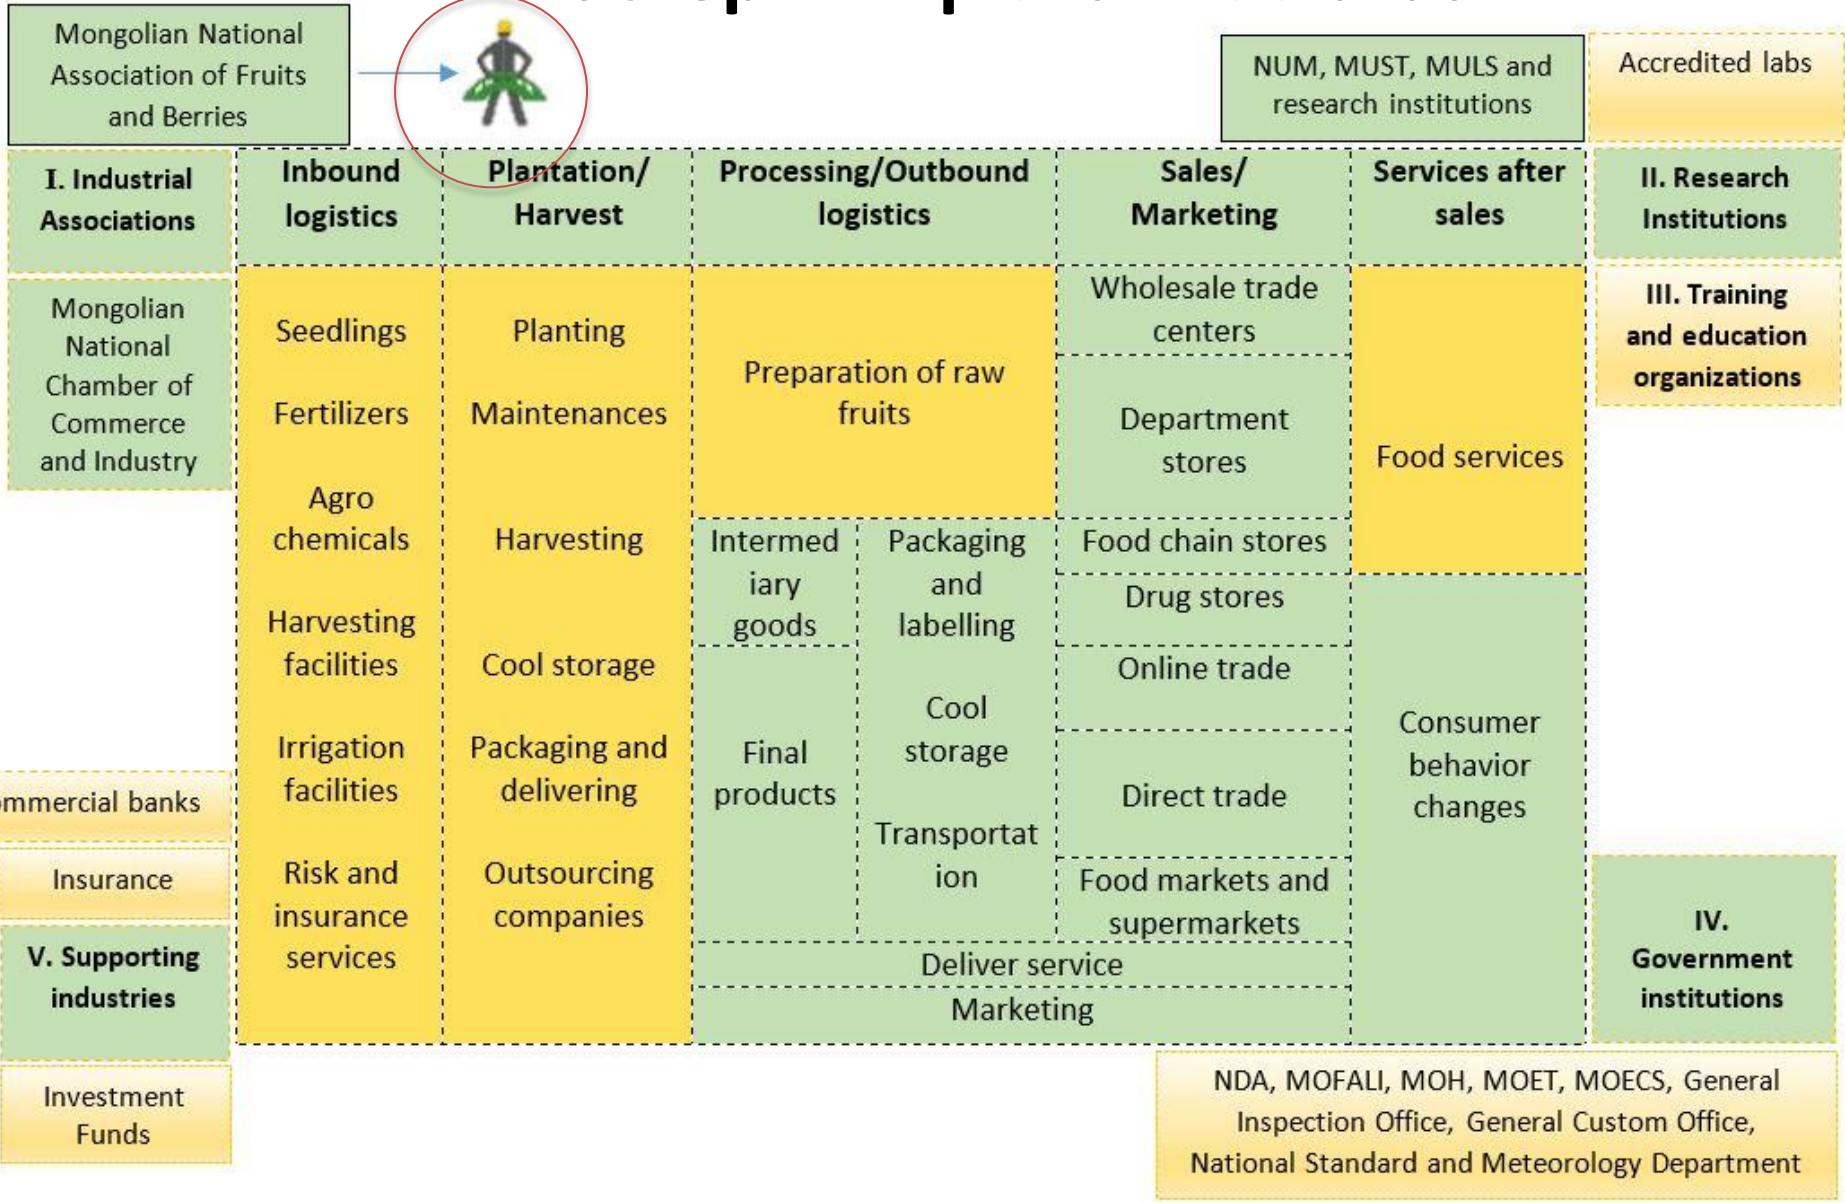 Mongolian National
Association of Fruits
and Berries
NUM, MUST, MULS and
research institutions
Accredited labs
I. Industrial
Associations
Inbound
logistics
Plantation/
Harvest
Processing/Outbound
logistics
Sales/
Marketing
Services after
sales
II. Research
Institutions
Mongolian
National
Chamber of
Commerce
and Industry
Seedlings
Fertilizers
Agro
chemicals
Harvesting
facilities
Irrigation
facilities
Risk and
insurance
services
Planting
Maintenances
Harvesting
Cool storage
Packaging and
delivering
Outsourcing
companies
Preparation of raw
fruits
Intermed
iary
goods
Final
products
Packaging
and
labelling
Cool
storage
Transportat
ion
Wholesale trade
centers
Department
stores
Food chain stores
Drug stores
Online trade
Direct trade
Food markets and
supermarkets
Deliver service
Marketing
Food services
Consumer
behavior
changes
III. Training
and education
organizations
banks
Insurance
V. Supporting
industries
Investment
Funds
IV.
Government
institutions
NDA, MOFALI, MOH, MOET, MOECS, General
Inspection Office, General Custom Office,
National Standard and Meteorology Department